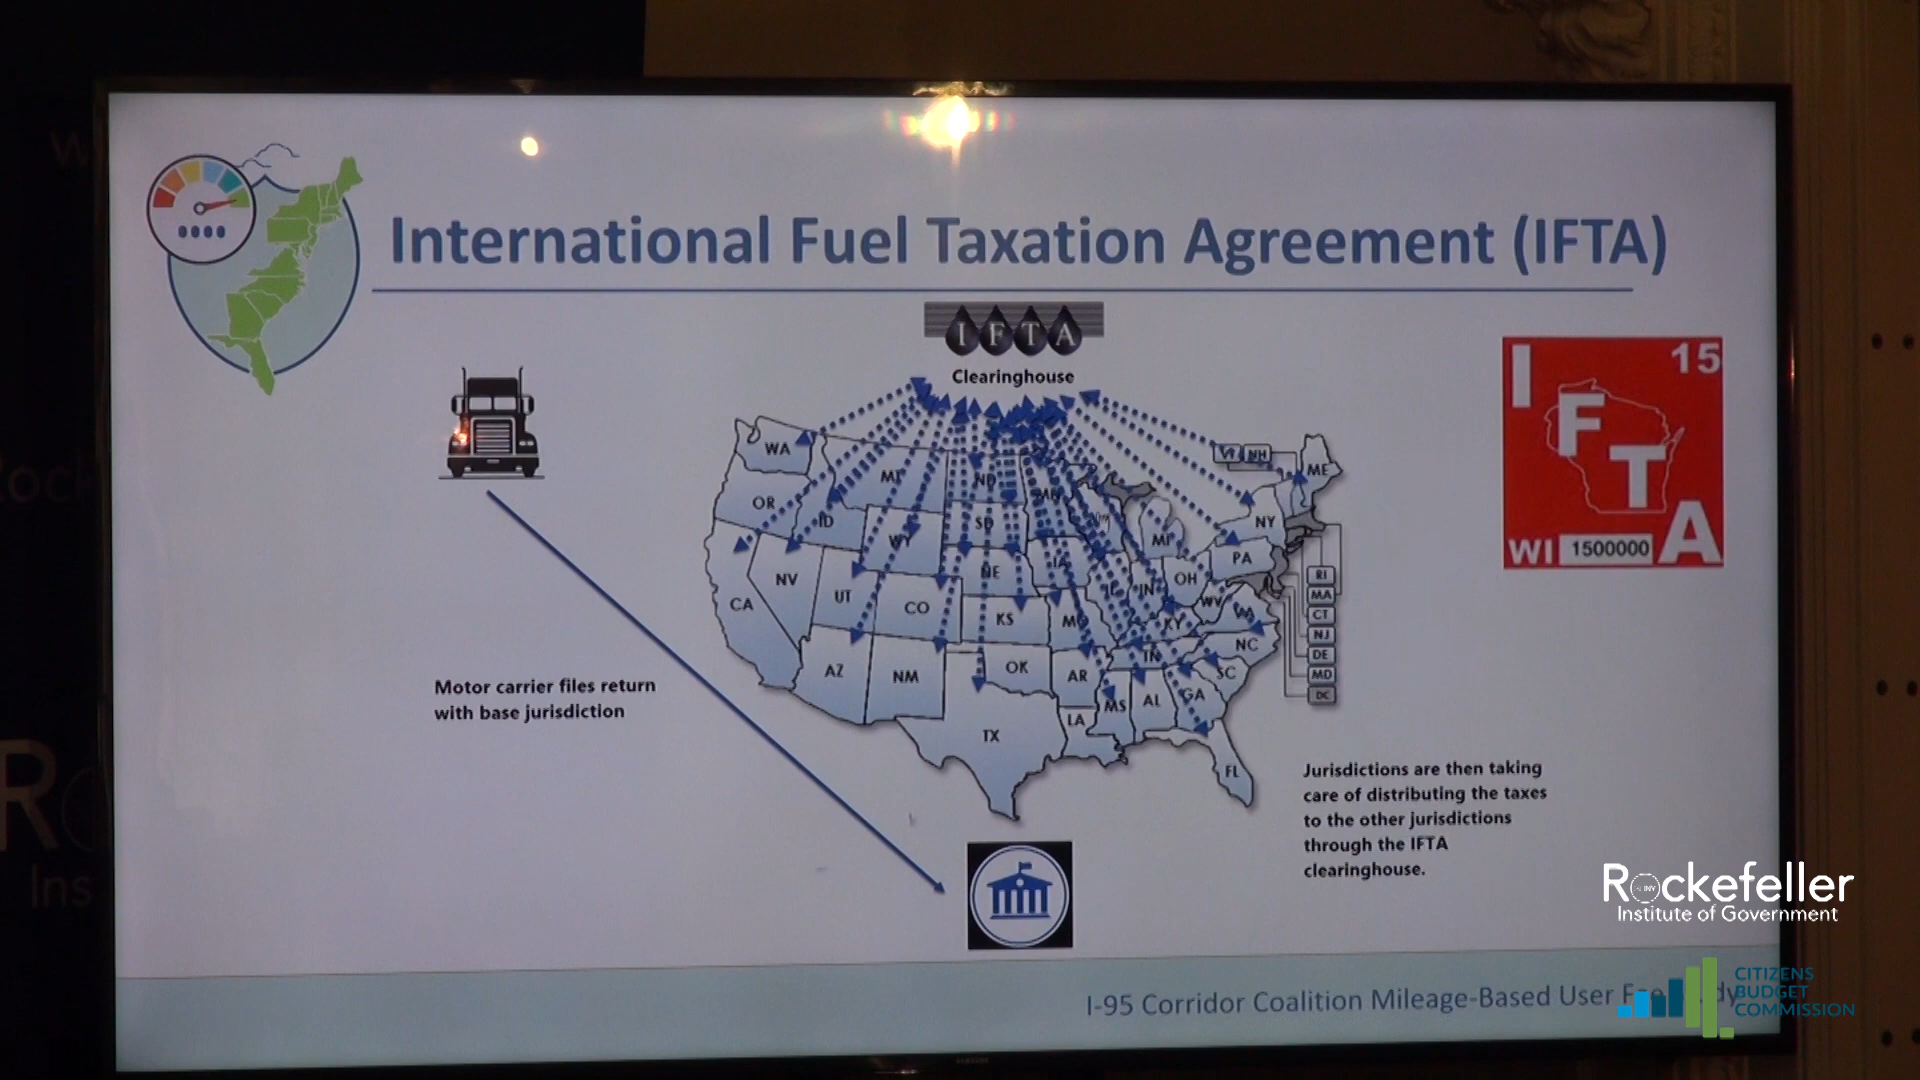 International Fuel Taxation Agreement (IFTA)
IFTA
Clearinghouse
I 15
F
T
A
WI 1500000
WA
MT
ND
MN
VT NH
ME
OR
ID
SD
WY
MI
NY
PA
NV
UT
CO
NE
IA
IN
OH
WV
VA
CA
KS
MO
KY
NC
AZ
NM
OK
AR
TN
SC
TX
LA
MS
AL
GA
FL
RI
MA
CT
NJ
DE
MD
DC
Motor carrier files return
with base jurisdiction
Jurisdictions are then taking
care of distributing the taxes
to the other jurisdictions
through the IFTA
clearinghouse.
Rockefeller
Institute of Government
I-95 Corridor Coalition Mileage-Based User
CITIZENS
BUDGET
COMMISSION